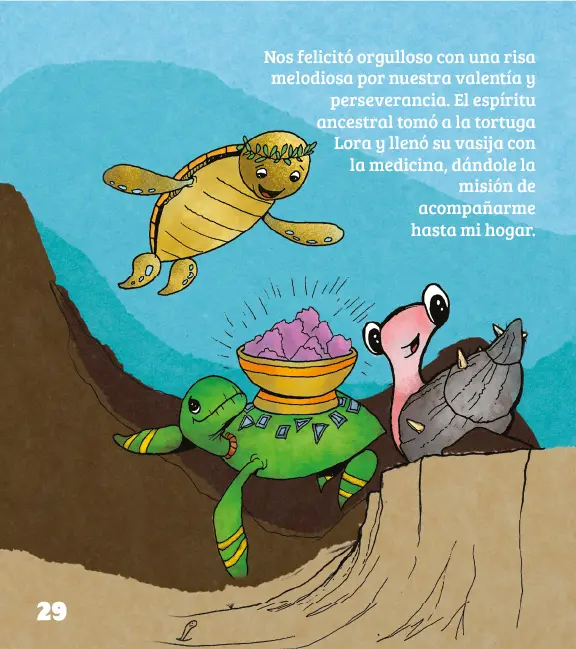 Nos felicitó orgulloso con una risa
melodiosa por nuestra valentía y
perseverancia. El espíritu
ancestral tomó a la tortuga
Lora y llenó su vasija con
la medicina, dándole la
misión de
acompañarme
hasta mi hogar.
29